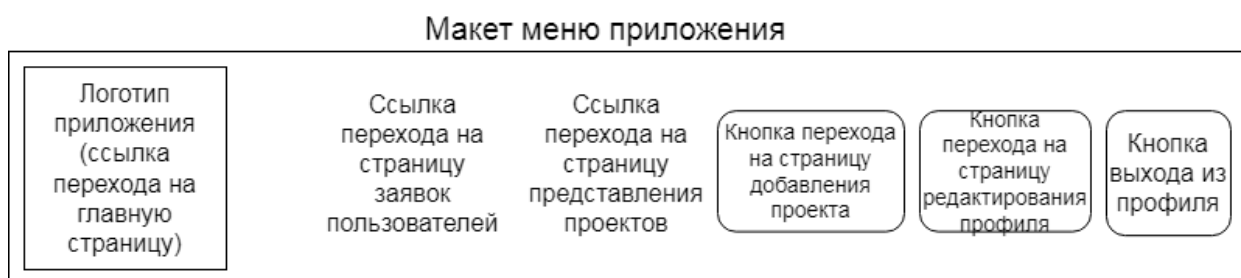 Макет меню приложения
Логотип
приложения
(ссылка
перехода на
главную
страницу)
Ссылка
перехода на
страницу
заявок
пользователей
Ссылка
перехода на
страницу
представления
проектов
Кнопка перехода
на страницу
добавления
проекта
Кнопка
перехода на
страницу
редактирования
профиля
Кнопка
выхода из
профиля